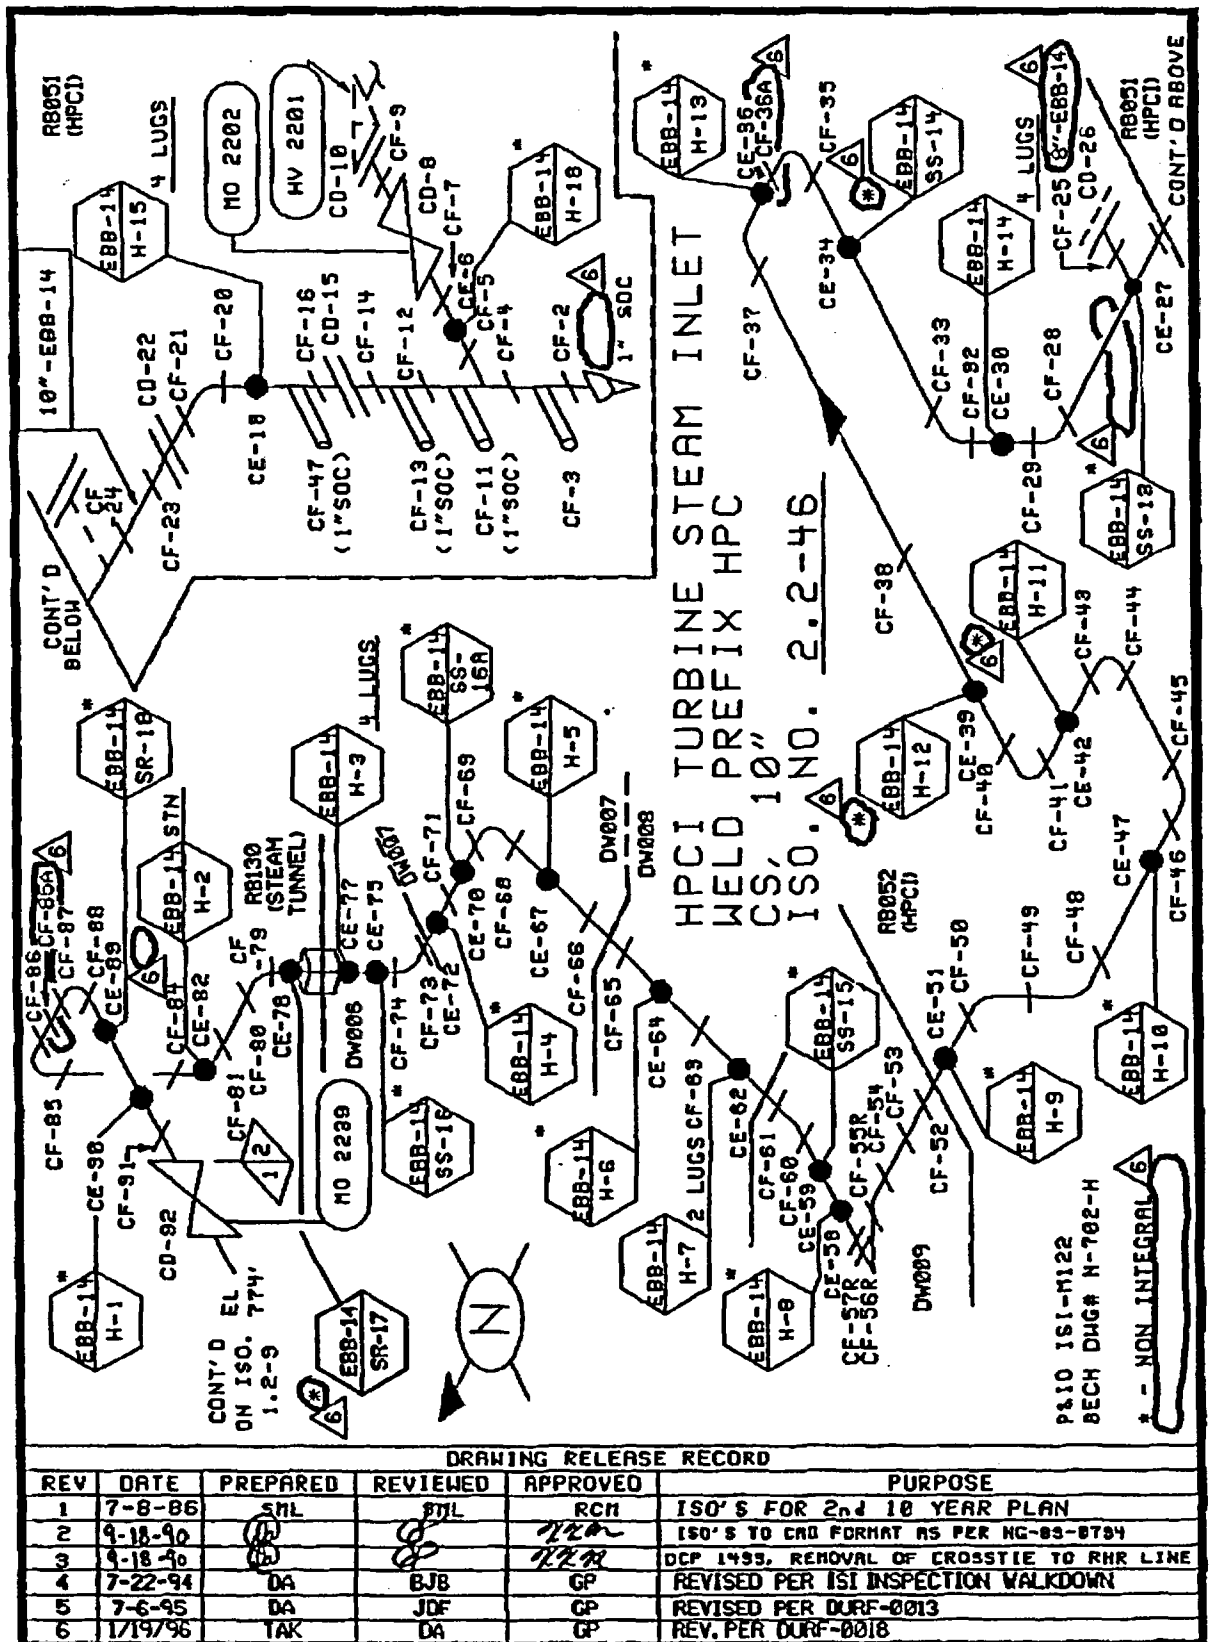 HPCI TURBINE STEAM INLET
WELD PREFIX HPC
CS, 10"
ISO. NO. 2.2-46
RB051
(HPCI)
4 LUGS
EBB-14
H-15
MO 2202
HV 2201
CD-10
CF-9
CD-8
CF-7
CE-6
CF-5
CF-4
CF-2
1" SOC
6
EBB-14
H-18
*
10"-EBB-14
CONT'D
BELOW
CF
24
CF-23
CD-22
CF-21
CF-20
CE-18
CF-16
CD-15
CF-14
CF-12
CF-47
(1"SOC)
CF-13
(1"SOC)
CF-11
(1"SOC)
CF-3
EBB-14
H-13
*
CE-36
CF-36A
6
CF-35
CF-37
CE-34
6
*
EBB-14
SS-14
CF-33
CF-32
CE-30
EBB-14
H-14
CF-29
CF-28
6
4 LUGS
6
8"-EBB-14
CF-25
CD-26
RB051
(HPCI)
CONT'D ABOVE
CE-27
*
EBB-14
SS-18
CF-38
EBB-14
H-11
*
6
CE-39
EBB-14
H-12
6
*
CF-40
CF-41
CE-42
CF-43
CF-44
CF-45
CF-46
CE-47
CF-48
CF-49
CF-50
CE-51
RB052
(HPCI)
*
EBB-14
H-10
*
EBB-14
H-9
CF-52
CF-53
CF-54
CF-55R
CF-56R
CF-57R
CE-58
CE-59
CF-60
CF-61
CE-62
CF-63
CE-64
CF-65
CF-66
CE-67
CF-68
CF-69
CE-70
CF-71
CE-72
CF-73
CF-74
CE-75
CE-77
CE-78
CF
-79
CF-80
CF-81
CE-82
CF-84
CF-85
CF-86
CF-86A
6
CF-87
CF-88
CE-89
CE-90
CF-91
CD-92
DW009
DW007
DW008
DW007
DW006
*
EBB-14
SS-15
*
EBB-14
H-8
EBB-14
H-7
2 LUGS
*
EBB-14
H-6
*
EBB-14
H-5
*
EBB-14
SS-
16A
*
EBB-14
H-4
*
EBB-14
SS-16
EBB-14
H-3
4 LUGS
RB130
(STEAM
TUNNEL)
EBB-14 STN
H-2
6
*
EBB-14
SR-18
*
EBB-14
H-1
1 2
MO 2239
EBB-14
SR-17
*
6
CONT'D EL
ON ISO. 774'
1.2-9
N
P&ID ISI-M122
BECH DWG# H-702-H
* - NON INTEGRAL
6
DRAWING RELEASE RECORD
REV DATE PREPARED REVIEWED APPROVED PURPOSE
1 7-8-86 SML RCM ISO'S FOR 2nd 10 YEAR PLAN
2 9-18-90 ISO'S TO CAD FORMAT AS PER NG-89-0794
3 9-18-90 DCP 1495, REMOVAL OF CROSSTIE TO RHR LINE
4 7-22-94 DA BJB GP REVISED PER ISI INSPECTION WALKDOWN
5 7-6-95 DA JDF GP REVISED PER DURF-0013
6 1/19/96 TAK DA GP REV. PER DURF-0018